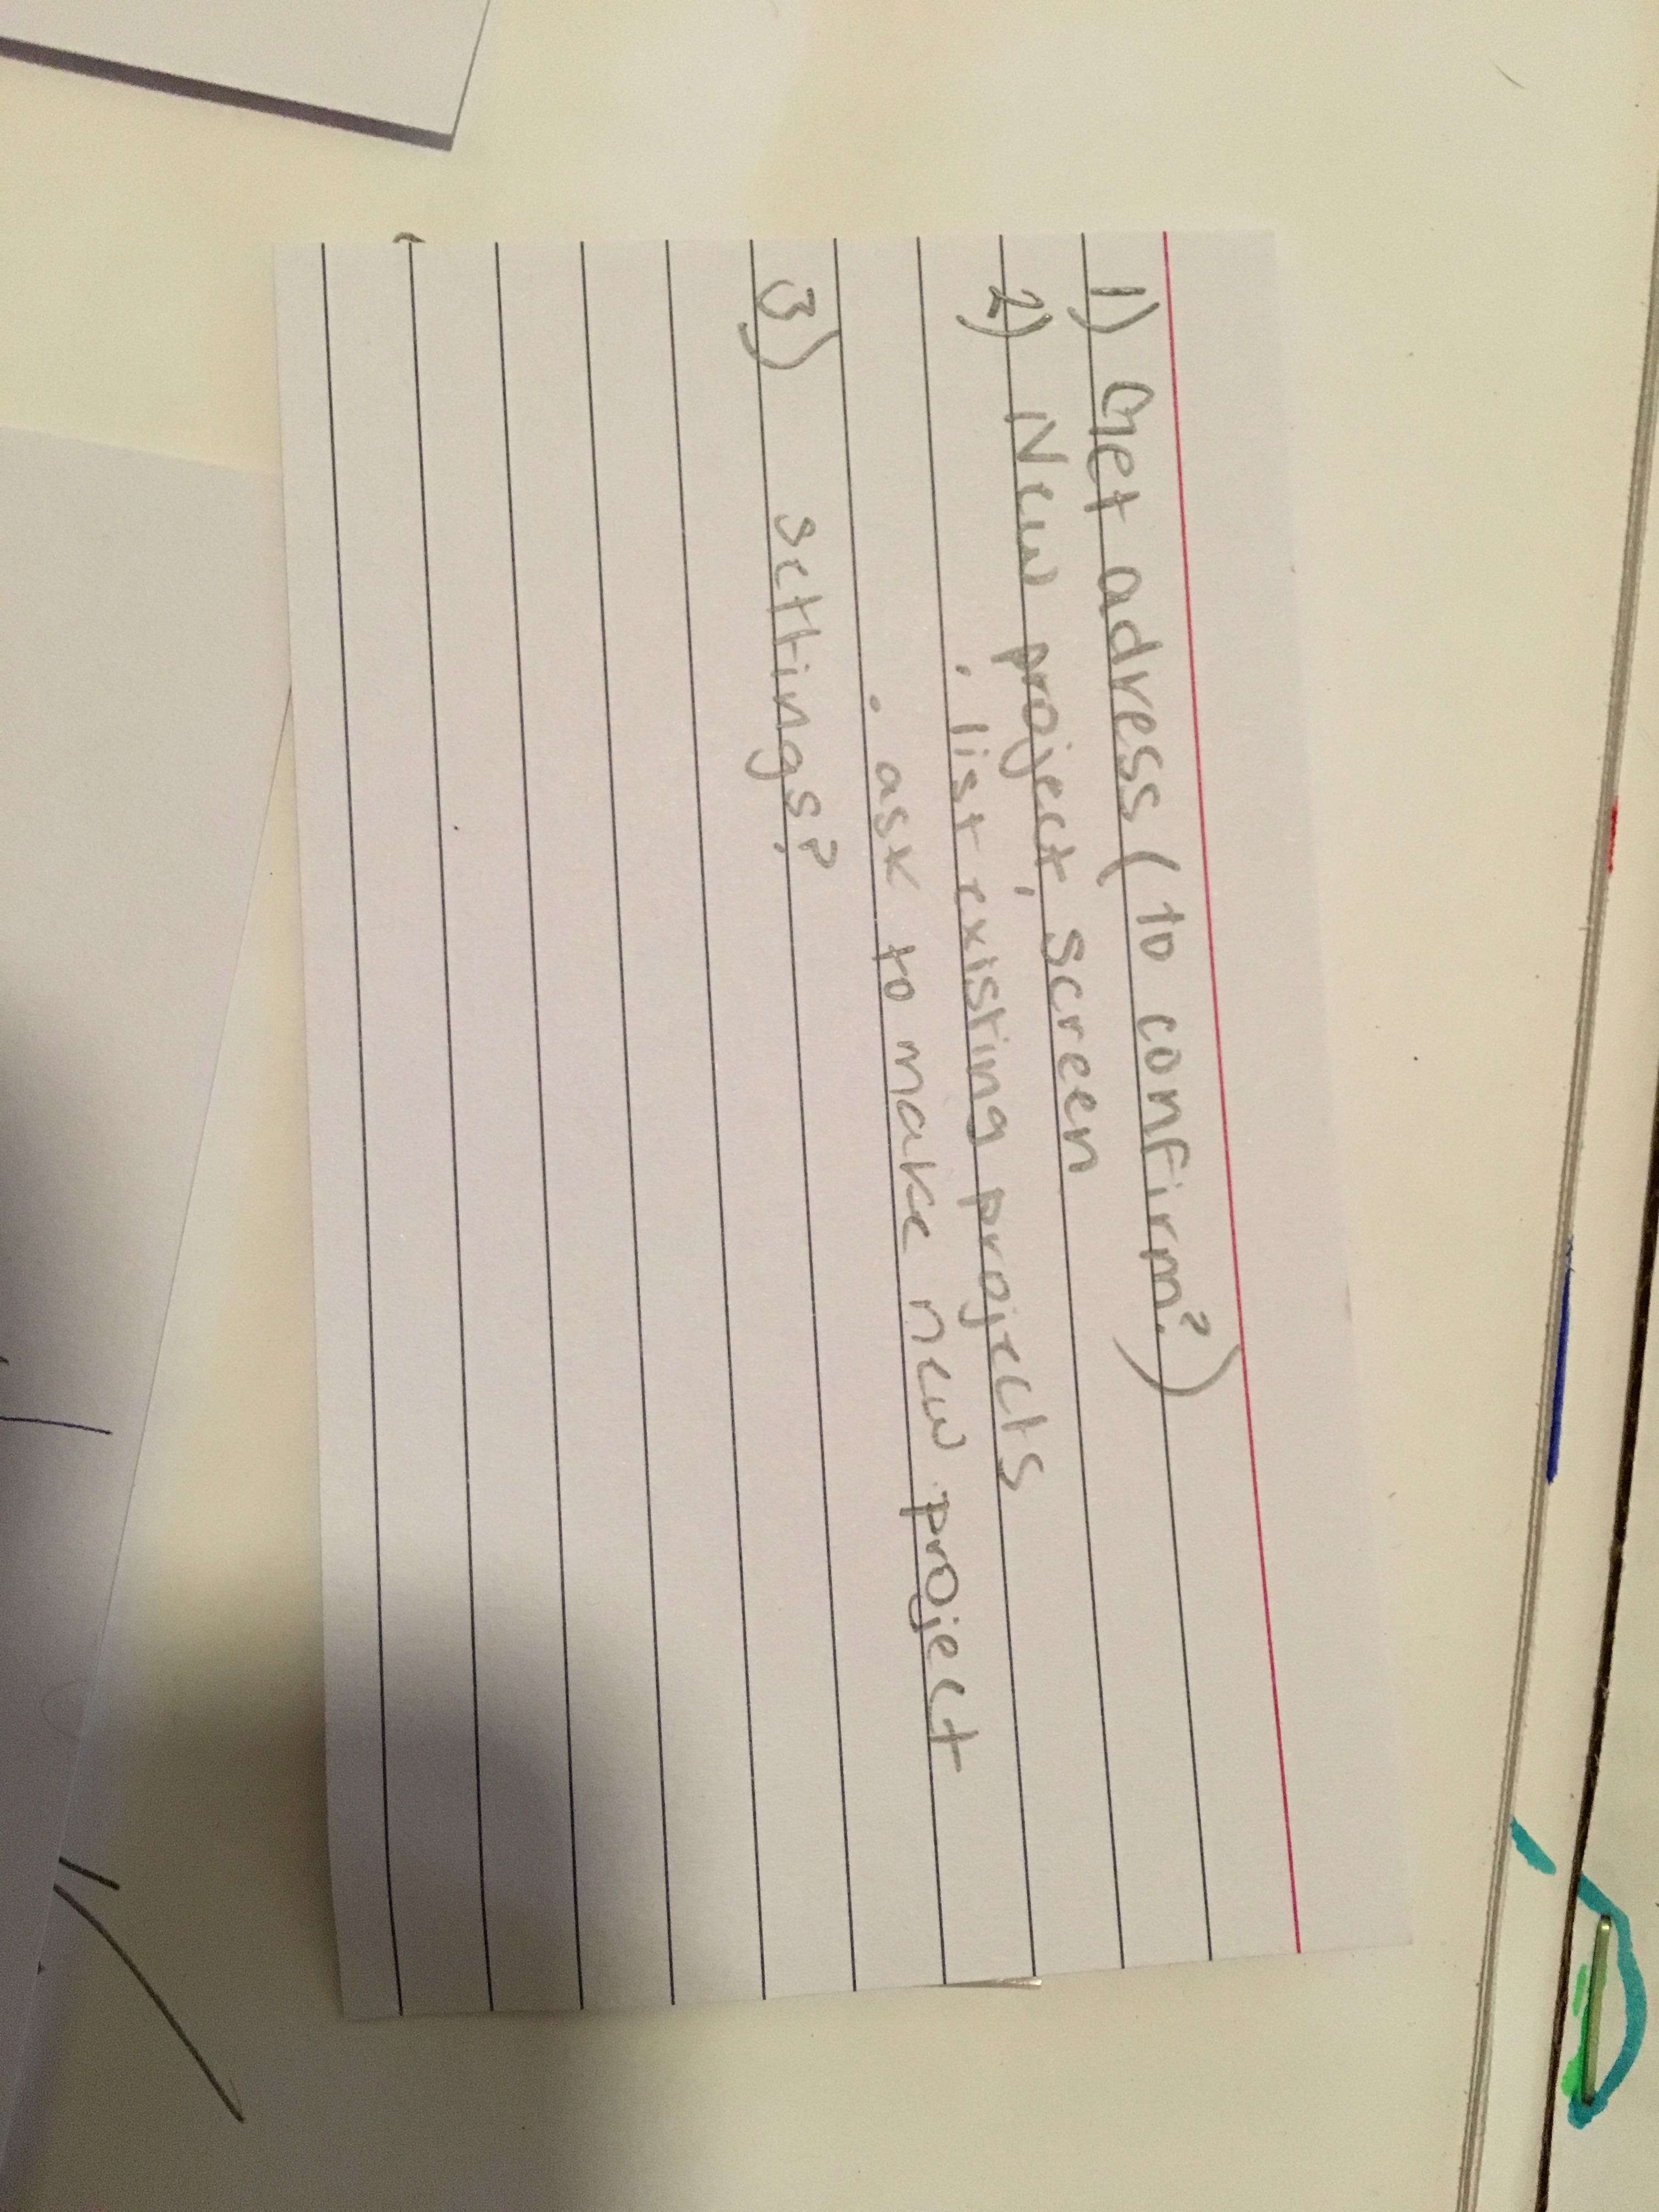 1) Get adress (to confirm?)
2) New project, screen
· list existing projects
· ask to make new project
3) settings?